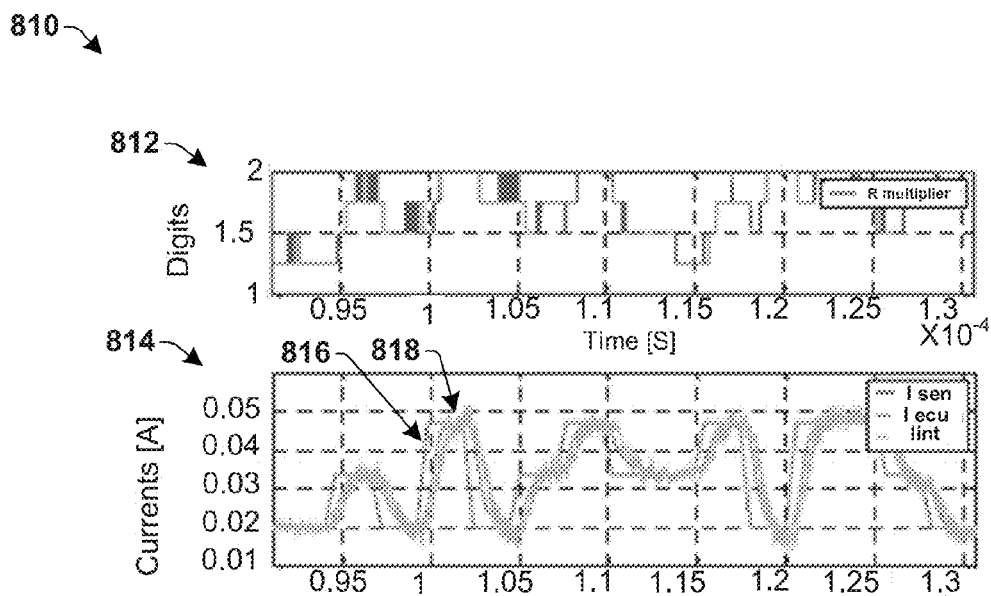 810
812
2
R multiplier
Digits
1.5
1
0.95 1 1.05 1.1 1.15 1.2 1.25 1.3
Time [S]
X10-4
814
816 818
I sen
I ecu
Iint
Currents [A]
0.05
0.04
0.03
0.02
0.01
0.95 1 1.05 1.1 1.15 1.2 1.25 1.3